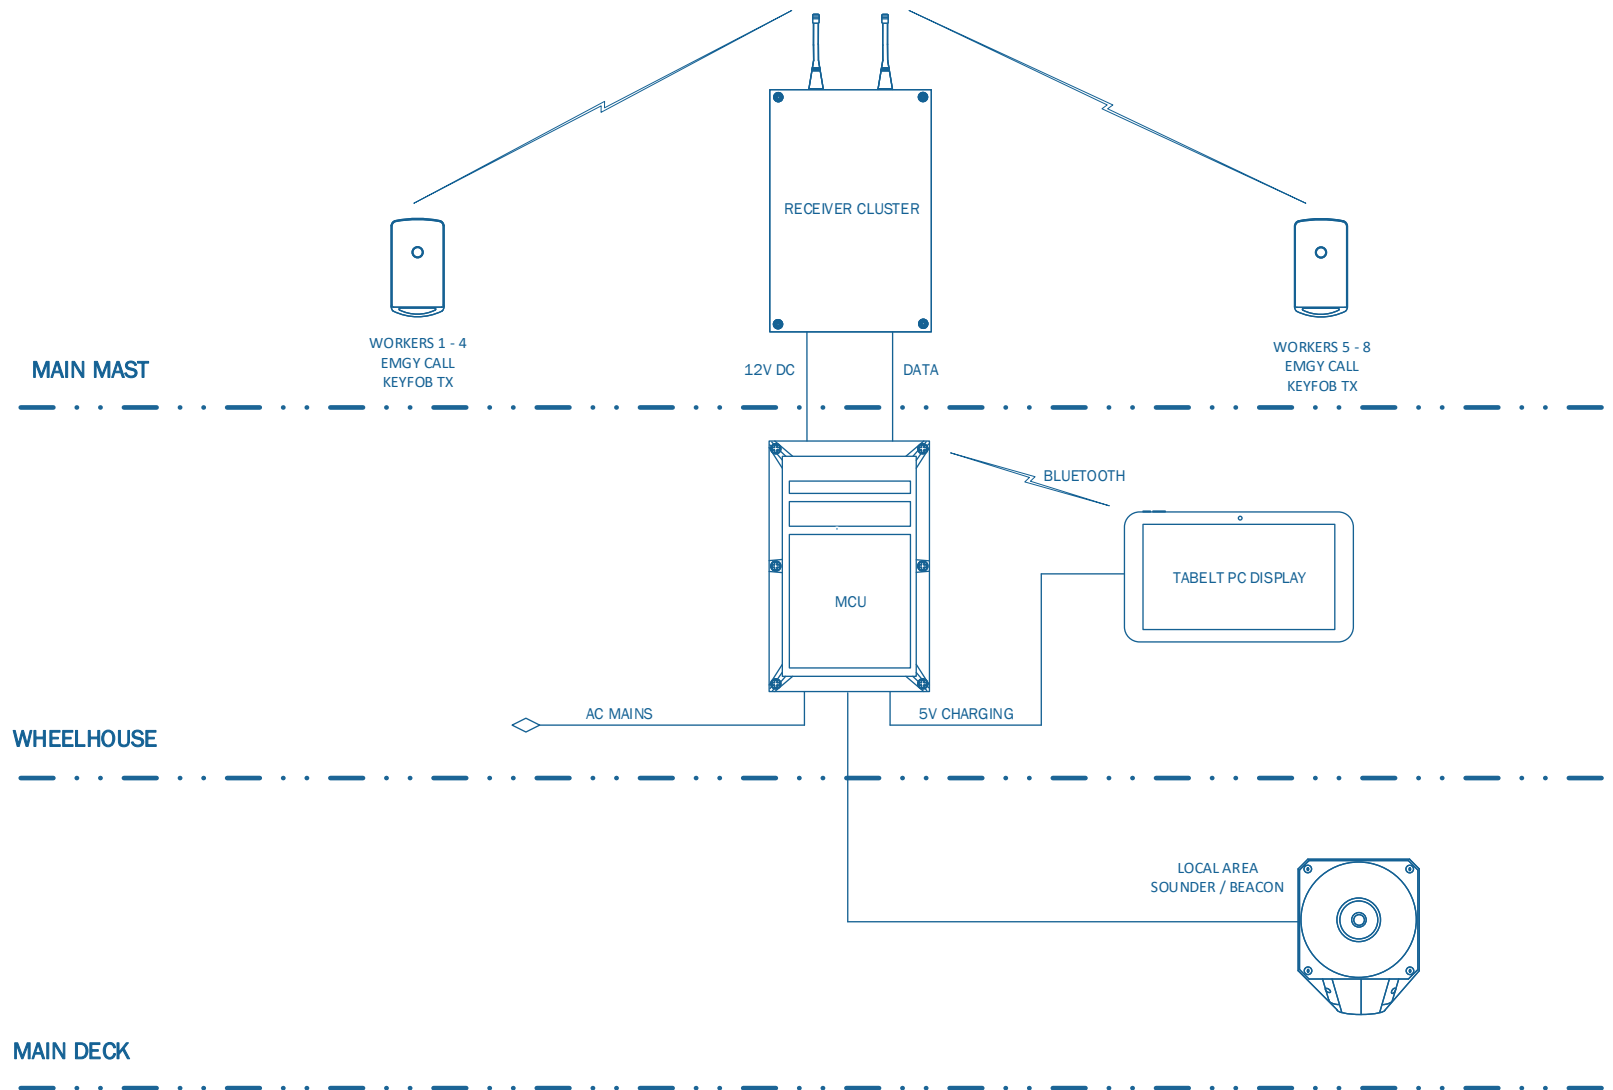 RECEIVER CLUSTER
WORKERS 1 - 4
EMGY CALL
KEYFOB TX
WORKERS 5 - 8
EMGY CALL
KEYFOB TX
12V DC
DATA
MAIN MAST
BLUETOOTH
TABELT PC DISPLAY
MCU
AC MAINS
5V CHARGING
WHEELHOUSE
LOCAL AREA
SOUNDER / BEACON
MAIN DECK